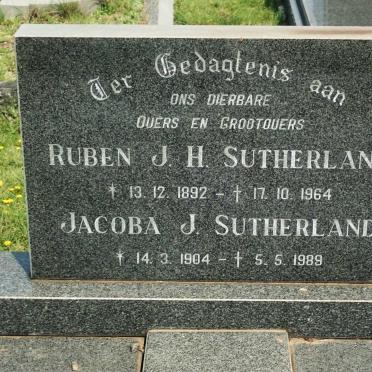 Ter Gedagtenis aan
ONS DIERBARE
OUERS EN GROOTOUERS
RUBEN J. H. SUTHERLAN
* 13. 12. 1892 - † 17. 10. 1964
JACOBA J. SUTHERLAND
* 14. 3. 1904 - † 5. 5. 1989